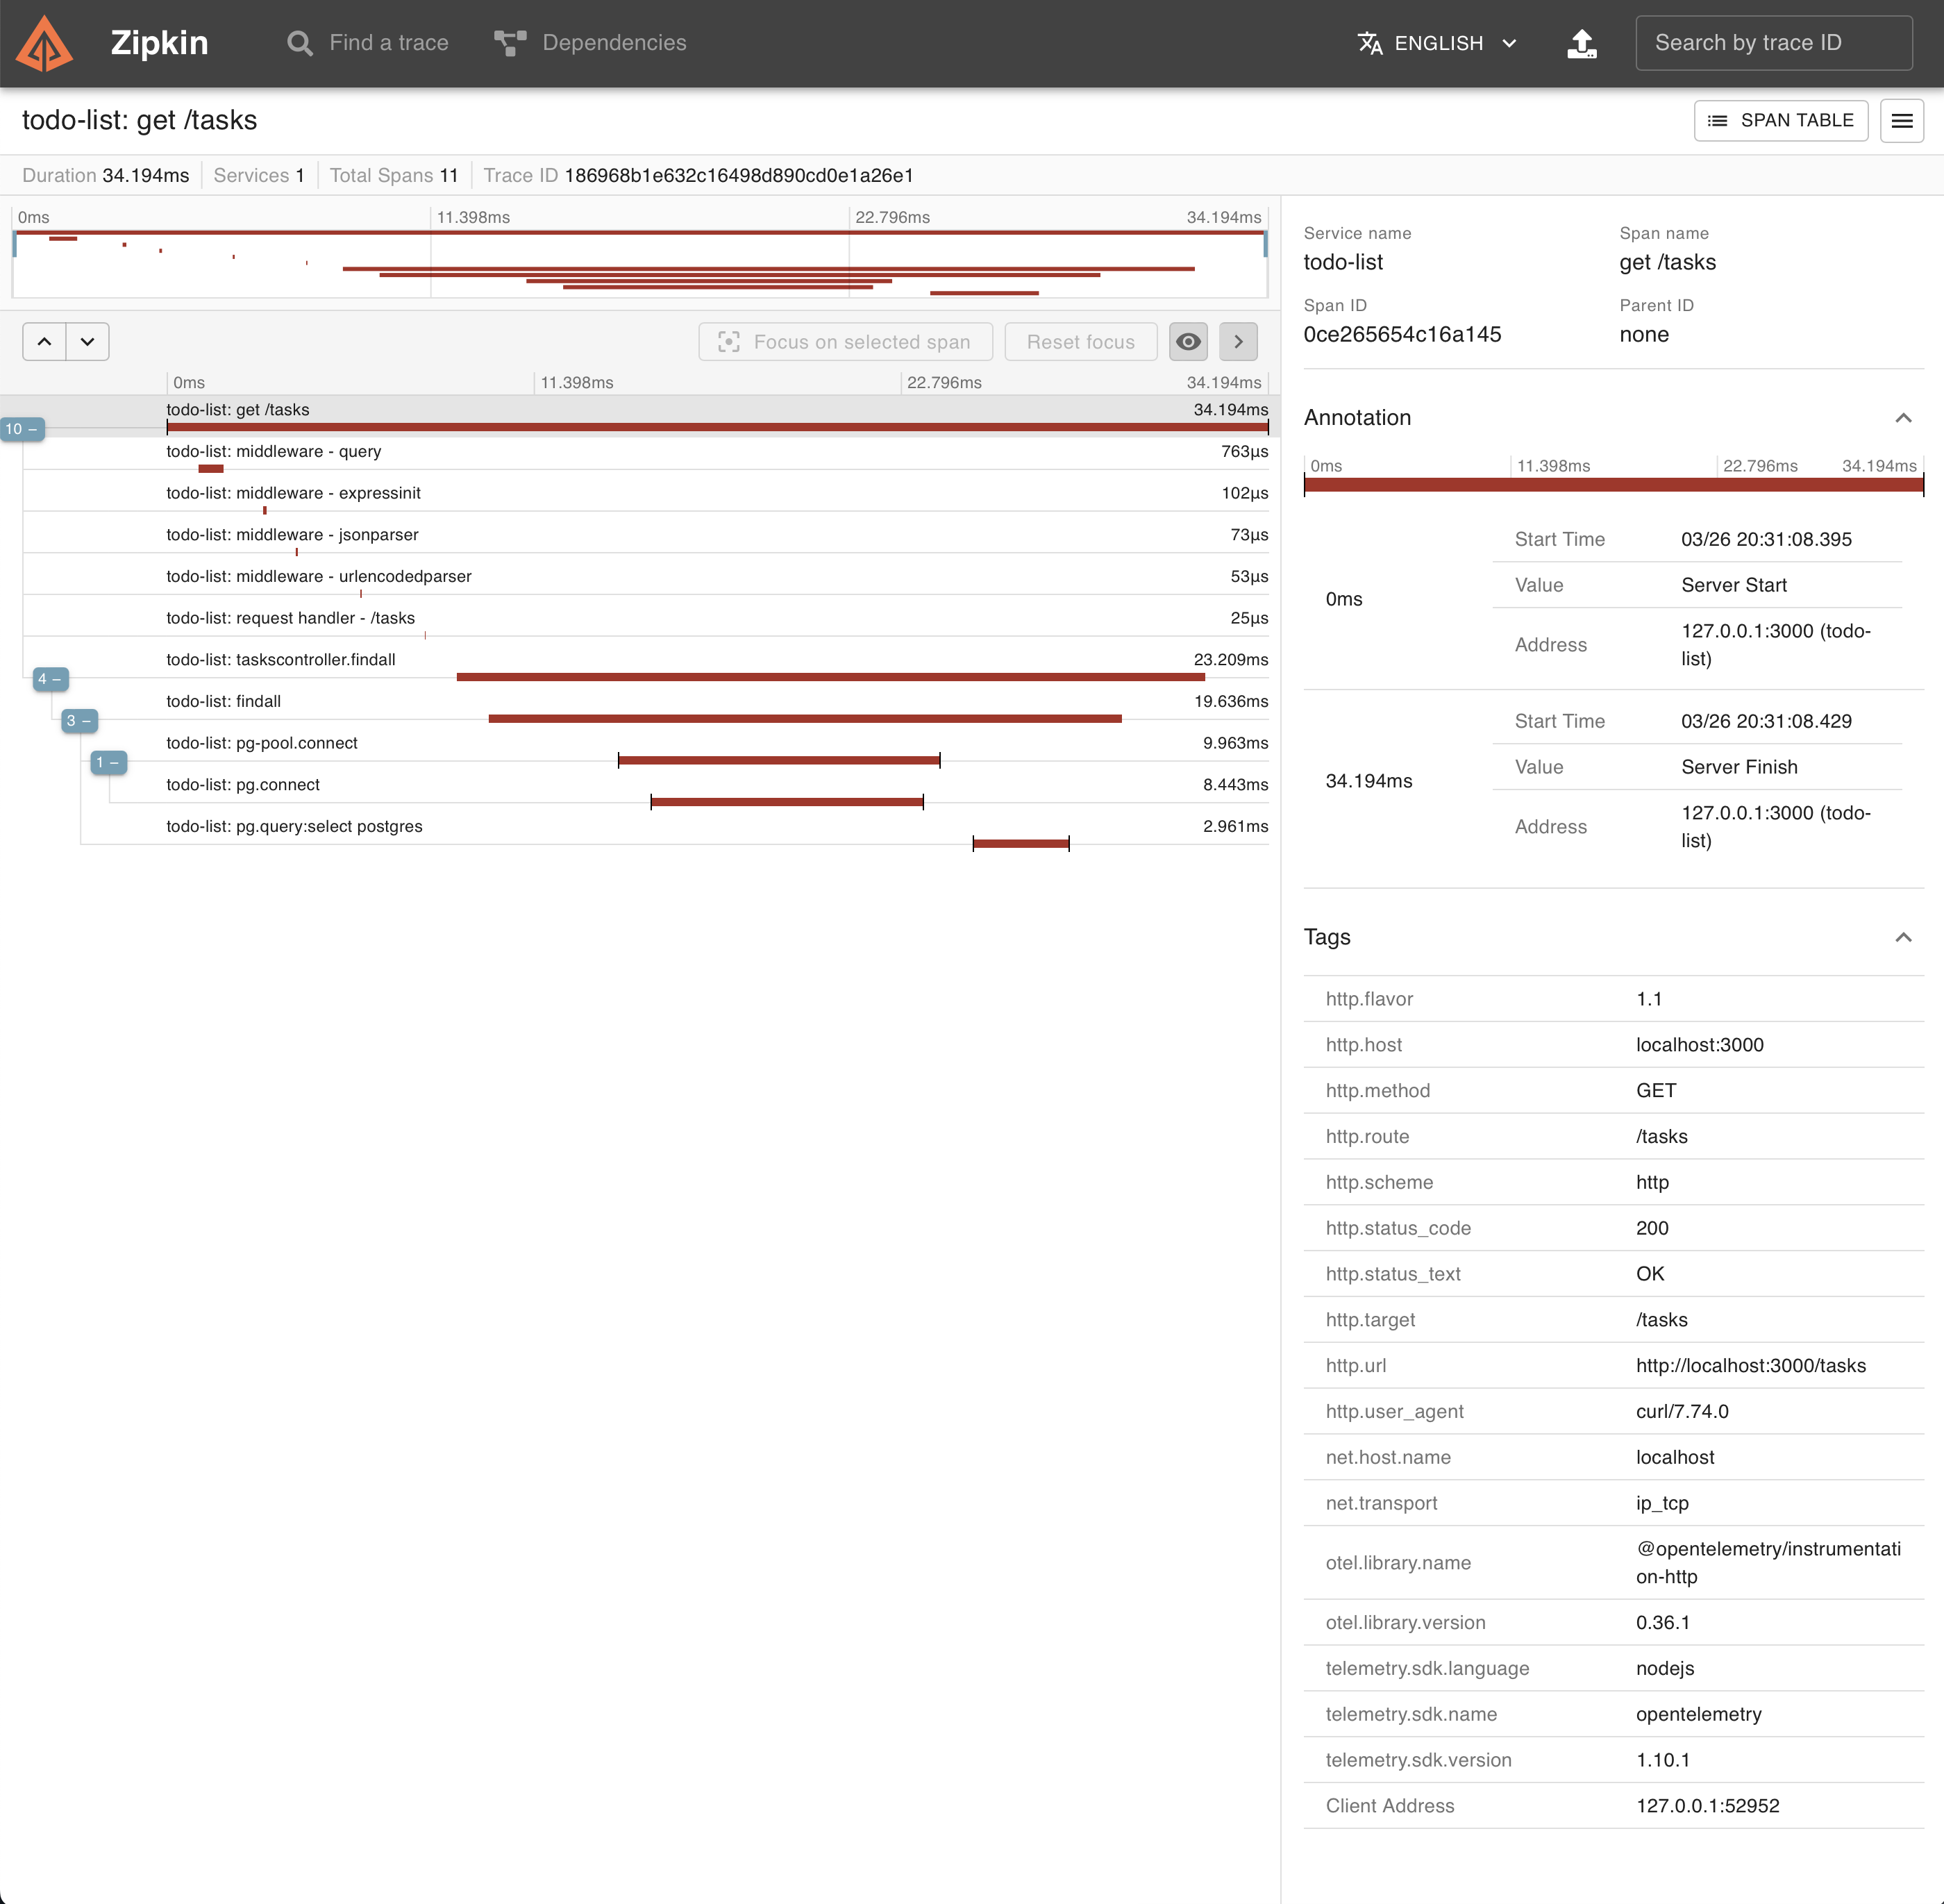 Zipkin
Find a trace
Dependencies
ENGLISH
Search by trace ID
todo-list: get /tasks
SPAN TABLE
Duration 34.194ms
Services 1
Total Spans 11
Trace ID 186968b1e632c16498d890cd0e1a26e1
0ms 11.398ms 22.796ms 34.194ms
Focus on selected span
Reset focus
0ms 11.398ms 22.796ms 34.194ms
10 −
todo-list: get /tasks 34.194ms
todo-list: middleware - query 763µs
todo-list: middleware - expressinit 102µs
todo-list: middleware - jsonparser 73µs
todo-list: middleware - urlencodedparser 53µs
todo-list: request handler - /tasks 25µs
4 −
todo-list: taskscontroller.findall 23.209ms
3 −
todo-list: findall 19.636ms
1 −
todo-list: pg-pool.connect 9.963ms
todo-list: pg.connect 8.443ms
todo-list: pg.query:select postgres 2.961ms
Service name
todo-list
Span name
get /tasks
Span ID
0ce265654c16a145
Parent ID
none
Annotation
0ms 11.398ms 22.796ms 34.194ms
0ms
Start Time 03/26 20:31:08.395
Value Server Start
Address 127.0.0.1:3000 (todo-
list)
34.194ms
Start Time 03/26 20:31:08.429
Value Server Finish
Address 127.0.0.1:3000 (todo-
list)
Tags
http.flavor 1.1
http.host localhost:3000
http.method GET
http.route /tasks
http.scheme http
http.status_code 200
http.status_text OK
http.target /tasks
http.url http://localhost:3000/tasks
http.user_agent curl/7.74.0
net.host.name localhost
net.transport ip_tcp
otel.library.name @opentelemetry/instrumentati
on-http
otel.library.version 0.36.1
telemetry.sdk.language nodejs
telemetry.sdk.name opentelemetry
telemetry.sdk.version 1.10.1
Client Address 127.0.0.1:52952